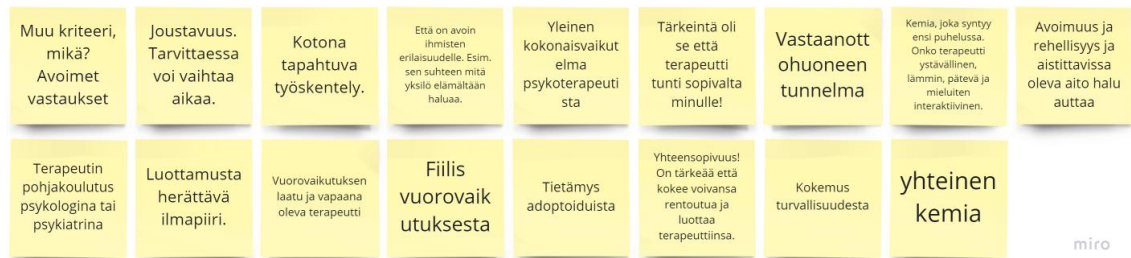 Muu kriteeri,
mikä?
Avoimet
vastaukset
Joustavuus.
Tarvittaessa
voi vaihtaa
aikaa.
Kotona
tapahtuva
työskentely.
Että on avoin
ihmisten
erilaisuudelle. Esim.
sen suhteen mitä
yksilö elämältään
haluaa.
Yleinen
kokonaisvaikut
elma
psykoterapeuti
sta
Tärkeintä oli
se että
terapeutti
tunti sopivalta
minulle!
Vastaanott
ohuoneen
tunnelma
Kemia, joka syntyy
ensi puhelussa.
Onko terapeutti
ystävällinen,
lämmin, pätevä ja
mieluiten
interaktiivinen.
Avoimuus ja
rehellisyys ja
aistittavissa
oleva aito halu
auttaa
Terapeutin
pohjakoulutus
psykologina tai
psykiatrina
Luottamusta
herättävä
ilmapiiri.
Vuorovaikutuksen
laatu ja vapaana
oleva terapeutti
Fiilis
vuorovaik
utuksesta
Tietämys
adoptoiduista
Yhteensopivuus!
On tärkeää että
kokee voivansa
rentoutua ja
luottaa
terapeuttiinsa.
Kokemus
turvallisuudesta
yhteinen
kemia
miro